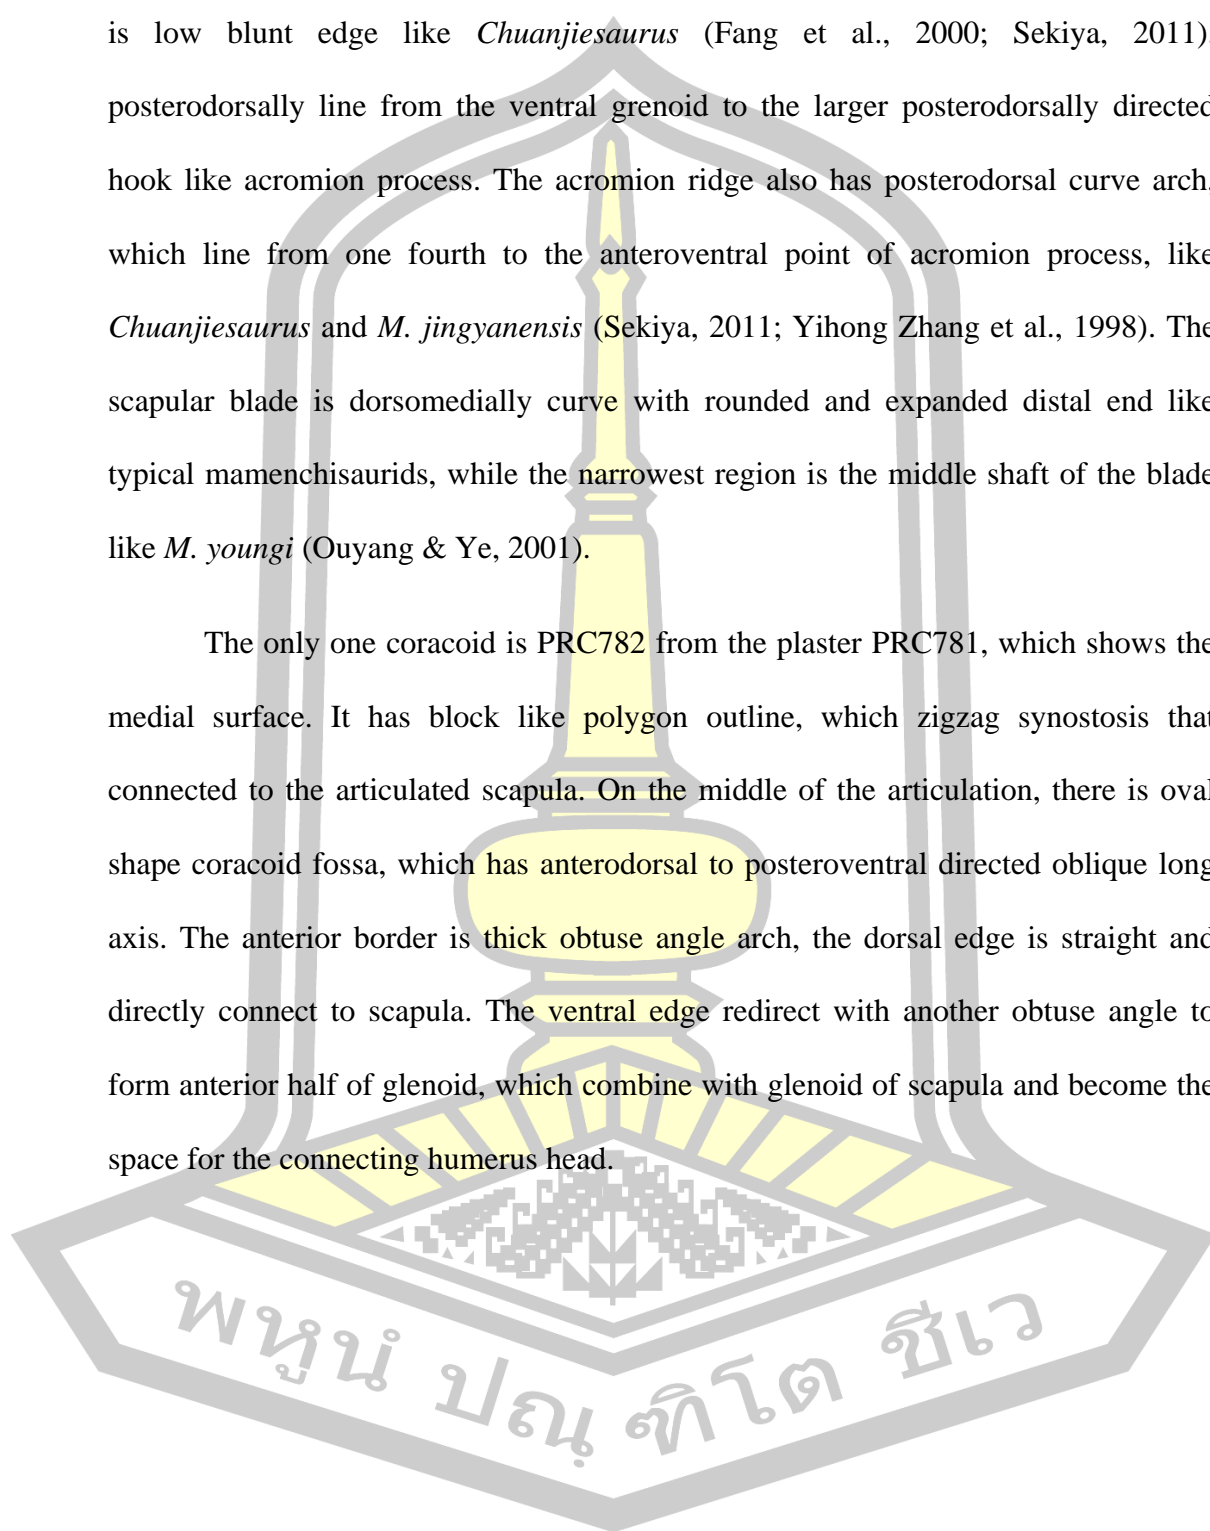 is low blunt edge like Chuanjiesaurus (Fang et al., 2000; Sekiya, 2011),
posterodorsally line from the ventral grenoid to the larger posterodorsally directed
hook like acromion process. The acromion ridge also has posterodorsal curve arch,
which line from one fourth to the anteroventral point of acromion process, like
Chuanjiesaurus and M. jingyanensis (Sekiya, 2011; Yihong Zhang et al., 1998). The
scapular blade is dorsomedially curve with rounded and expanded distal end like
typical mamenchisaurids, while the narrowest region is the middle shaft of the blade
like M. youngi (Ouyang & Ye, 2001).
The only one coracoid is PRC782 from the plaster PRC781, which shows the
medial surface. It has block like polygon outline, which zigzag synostosis that
connected to the articulated scapula. On the middle of the articulation, there is oval
shape coracoid fossa, which has anterodorsal to posteroventral directed oblique long
axis. The anterior border is thick obtuse angle arch, the dorsal edge is straight and
directly connect to scapula. The ventral edge redirect with another obtuse angle to
form anterior half of glenoid, which combine with glenoid of scapula and become the
space for the connecting humerus head.
พหูนํ ปณฺฑิโต ชีเว